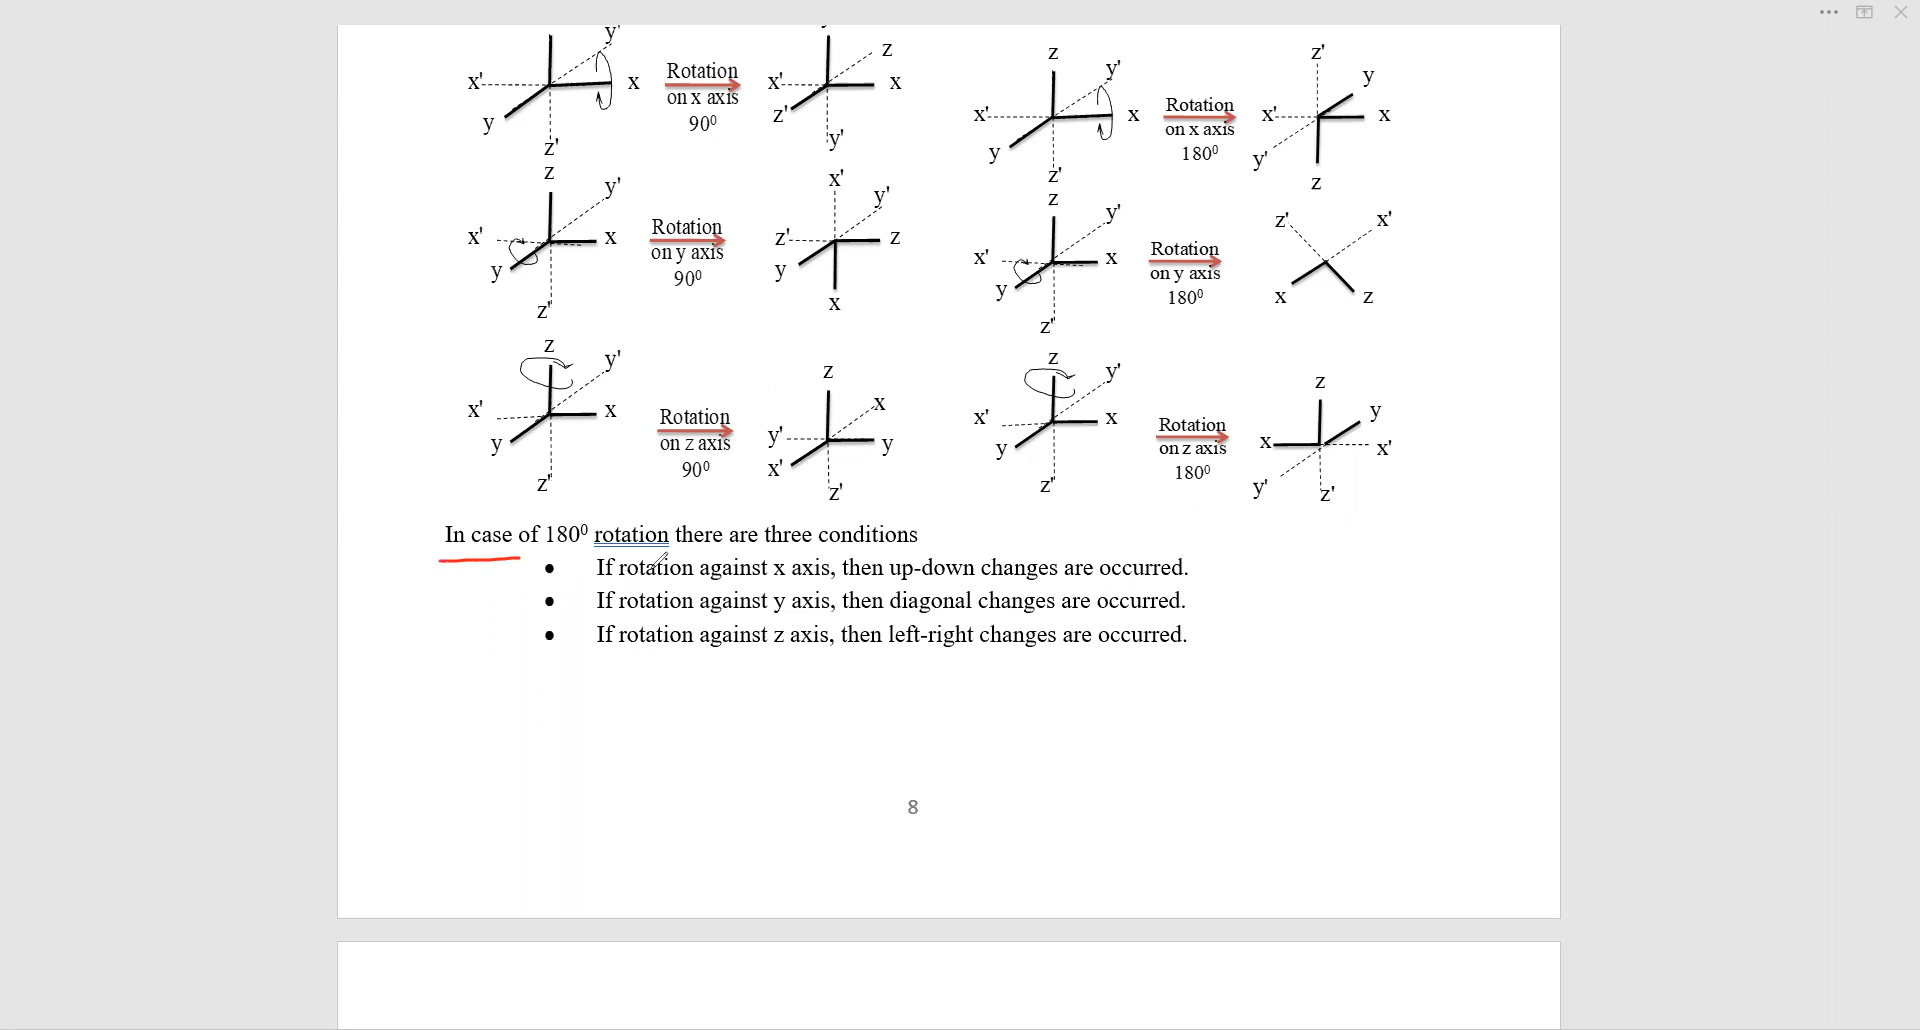 y' y'
x' x Rotation x' z x
on x axis
y 90⁰ z' y'
z'
z y' z' y
x' x Rotation x' x
on x axis
y 180⁰ y' z
z'
z y' x' y'
x' x Rotation z' z
on y axis
y 90⁰ y x
z'
z y' z' x'
x' x Rotation
on y axis
y 180⁰ x z
z'
z y' z x
x' x Rotation y' y
on z axis
y 90⁰ x' z'
z'
z y' z y
x' x Rotation x x'
on z axis
y 180⁰ y' z'
z'
In case of 180⁰ rotation there are three conditions
• If rotation against x axis, then up-down changes are occurred.
• If rotation against y axis, then diagonal changes are occurred.
• If rotation against z axis, then left-right changes are occurred.
8